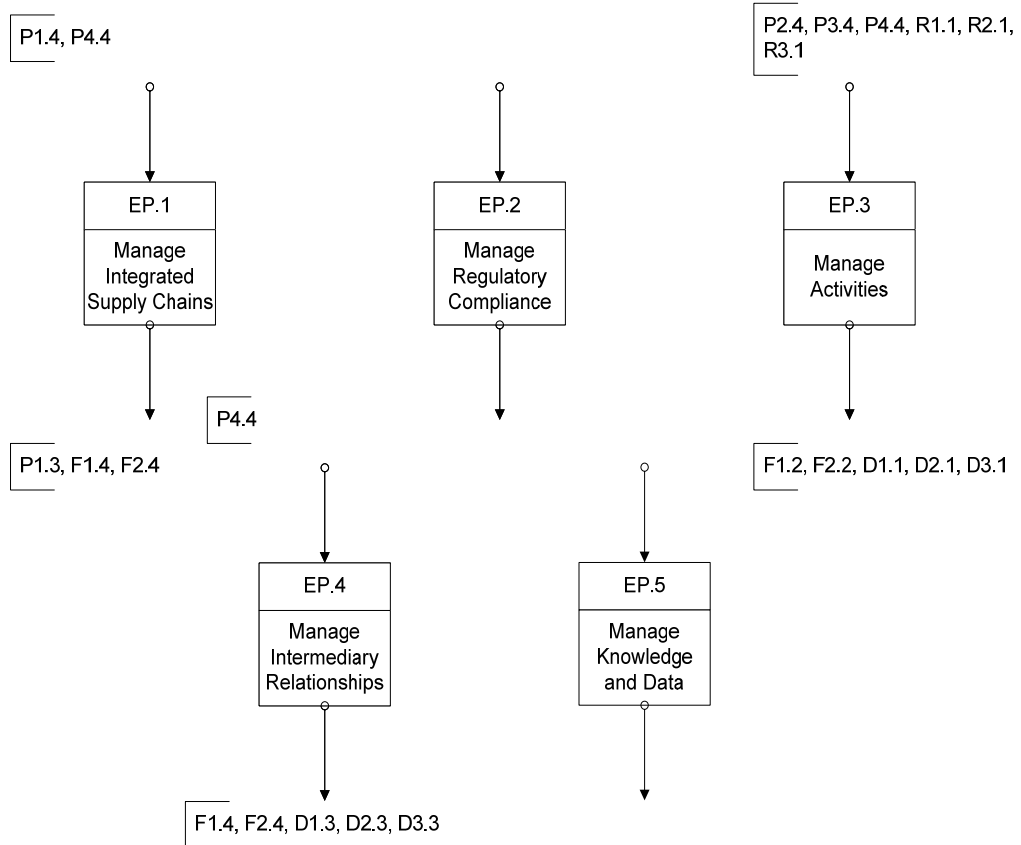 P1.4, P4.4
P2.4, P3.4, P4.4, R1.1, R2.1,
R3.1
EP.1
Manage
Integrated
Supply Chains
EP.2
Manage
Regulatory
Compliance
EP.3
Manage
Activities
P1.3, F1.4, F2.4
P4.4
F1.2, F2.2, D1.1, D2.1, D3.1
EP.4
Manage
Intermediary
Relationships
EP.5
Manage
Knowledge
and Data
F1.4, F2.4, D1.3, D2.3, D3.3